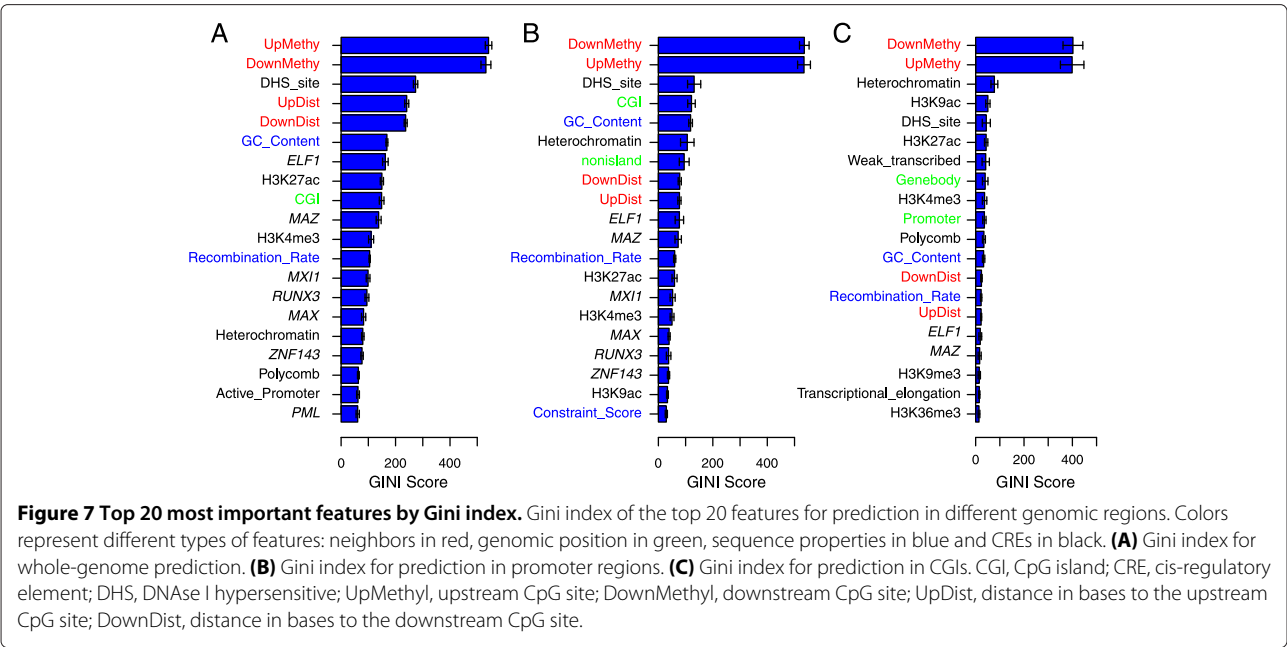 A
UpMethy
DownMethy
DHS_site
UpDist
DownDist
GC_Content
ELF1
H3K27ac
CGI
MAZ
H3K4me3
Recombination_Rate
MXI1
RUNX3
MAX
Heterochromatin
ZNF143
Polycomb
Active_Promoter
PML
0 200 400
GINI Score
B
DownMethy
UpMethy
DHS_site
CGI
GC_Content
Heterochromatin
nonisland
DownDist
UpDist
ELF1
MAZ
Recombination_Rate
H3K27ac
MXI1
H3K4me3
MAX
RUNX3
ZNF143
H3K9ac
Constraint_Score
0 200 400
GINI Score
C
DownMethy
UpMethy
Heterochromatin
H3K9ac
DHS_site
H3K27ac
Weak_transcribed
Genebody
H3K4me3
Promoter
Polycomb
GC_Content
DownDist
Recombination_Rate
UpDist
ELF1
MAZ
H3K9me3
Transcriptional_elongation
H3K36me3
0 200 400
GINI Score
Figure 7 Top 20 most important features by Gini index. Gini index of the top 20 features for prediction in different genomic regions. Colors
represent different types of features: neighbors in red, genomic position in green, sequence properties in blue and CREs in black. (A) Gini index for
whole-genome prediction. (B) Gini index for prediction in promoter regions. (C) Gini index for prediction in CGIs. CGI, CpG island; CRE, cis-regulatory
element; DHS, DNAse I hypersensitive; UpMethyl, upstream CpG site; DownMethyl, downstream CpG site; UpDist, distance in bases to the upstream
CpG site; DownDist, distance in bases to the downstream CpG site.